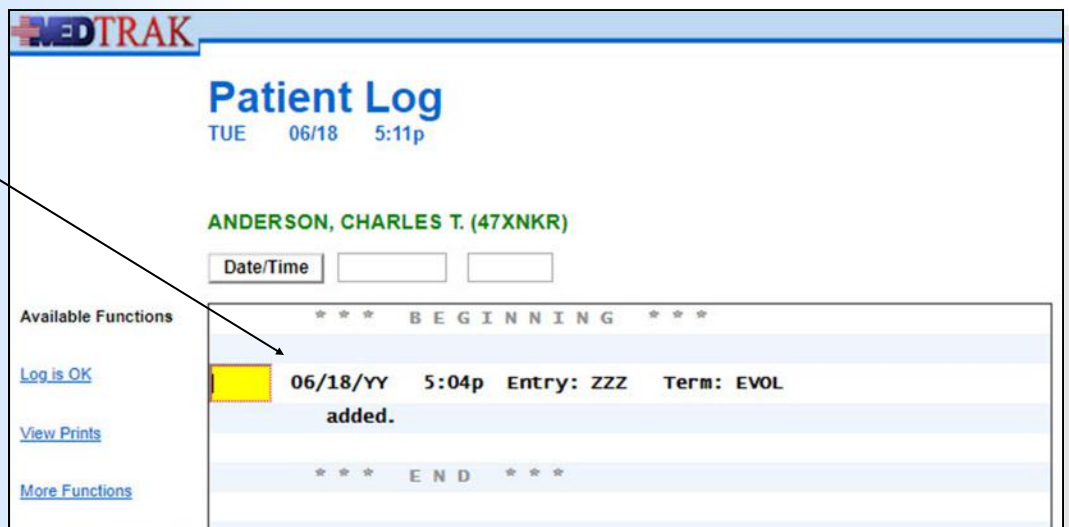 MEDTRAK
Patient Log
TUE 06/18 5:11p
ANDERSON, CHARLES T. (47XNKR)
Date/Time
Available Functions
* * * B E G I N N I N G * * *
Log is OK
06/18/YY 5:04p Entry: ZZZ Term: EVOL
added.
View Prints
* * * E N D * * *
More Functions